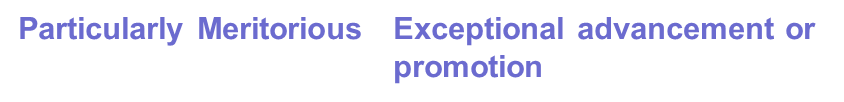 Particularly Meritorious Exceptional advancement or
promotion